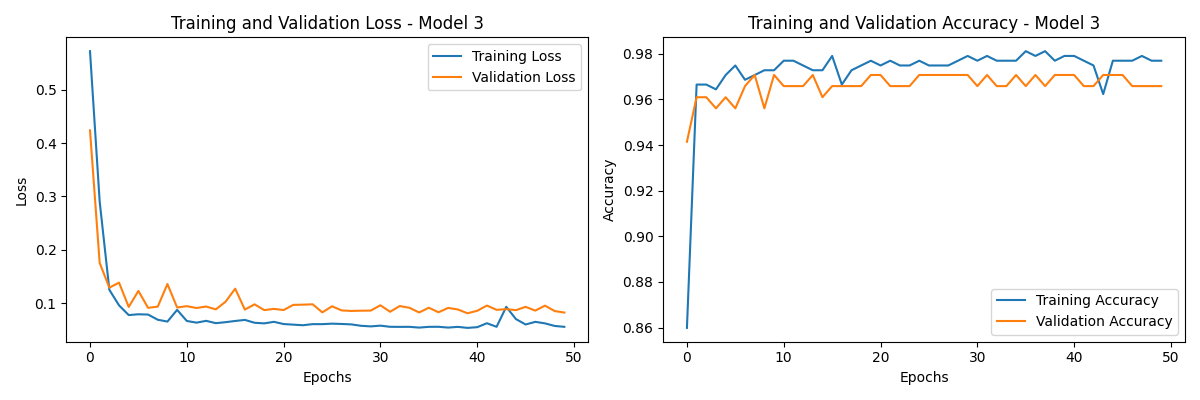 Training and Validation Loss - Model 3
Training Loss
Validation Loss
0.5
0.4
0.3
0.2
0.1
Loss
0 10 20 30 40 50
Epochs
Training and Validation Accuracy - Model 3
0.98
0.96
0.94
0.92
0.90
0.88
0.86
Accuracy
Training Accuracy
Validation Accuracy
0 10 20 30 40 50
Epochs